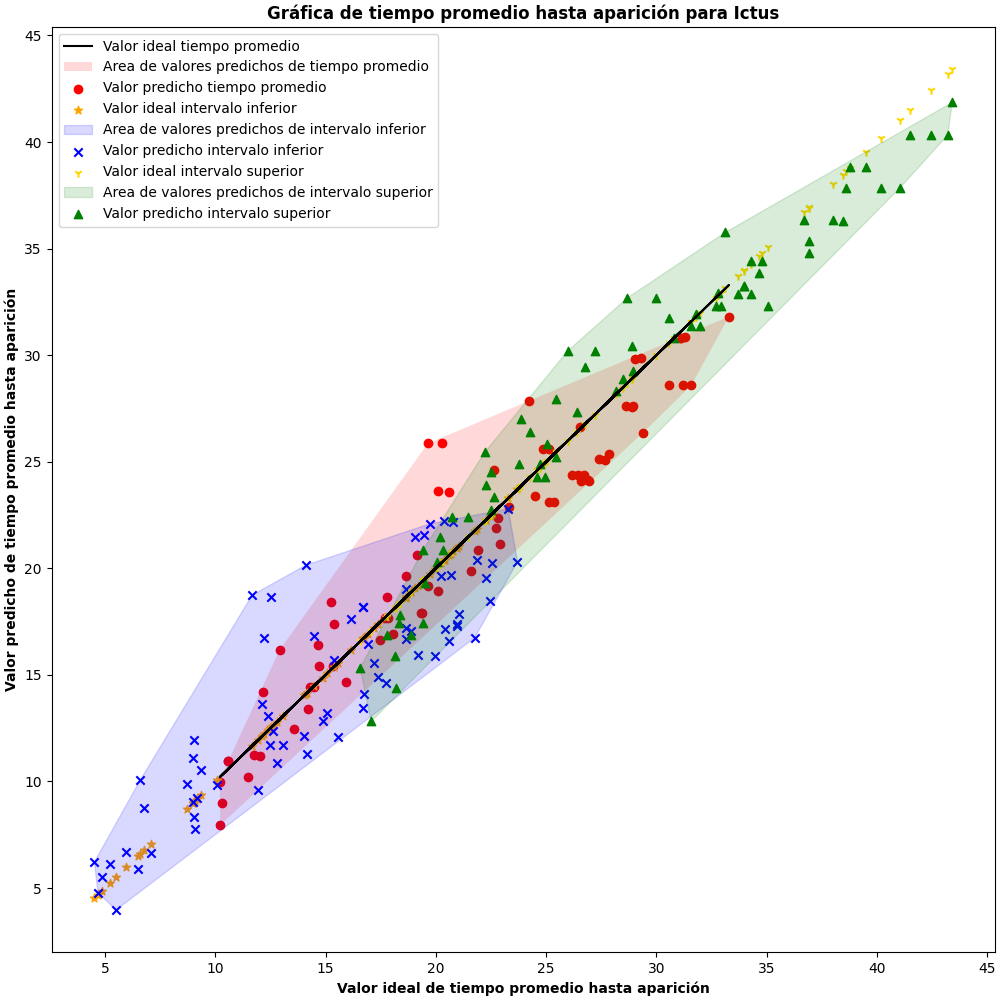 Gráfica de tiempo promedio hasta aparición para Ictus
Valor ideal tiempo promedio
Area de valores predichos de tiempo promedio
Valor predicho tiempo promedio
Valor ideal intervalo inferior
Area de valores predichos de intervalo inferior
Valor predicho intervalo inferior
Valor ideal intervalo superior
Area de valores predichos de intervalo superior
Valor predicho intervalo superior
Valor predicho de tiempo promedio hasta aparición
45
40
35
30
25
20
15
10
5
5 10 15 20 25 30 35 40 45
Valor ideal de tiempo promedio hasta aparición